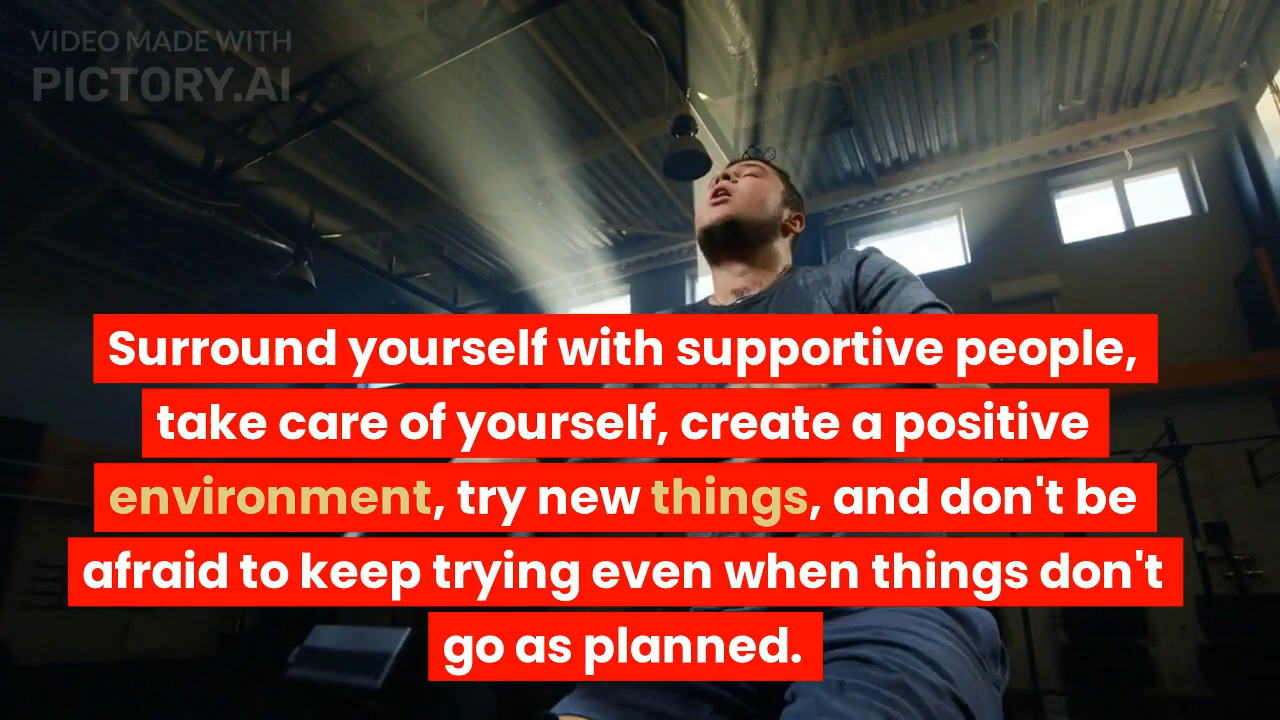 VIDEO MADE WITH
PICTORY.AI
Surround yourself with supportive people,
take care of yourself, create a positive
environment, try new things, and don't be
afraid to keep trying even when things don't
go as planned.